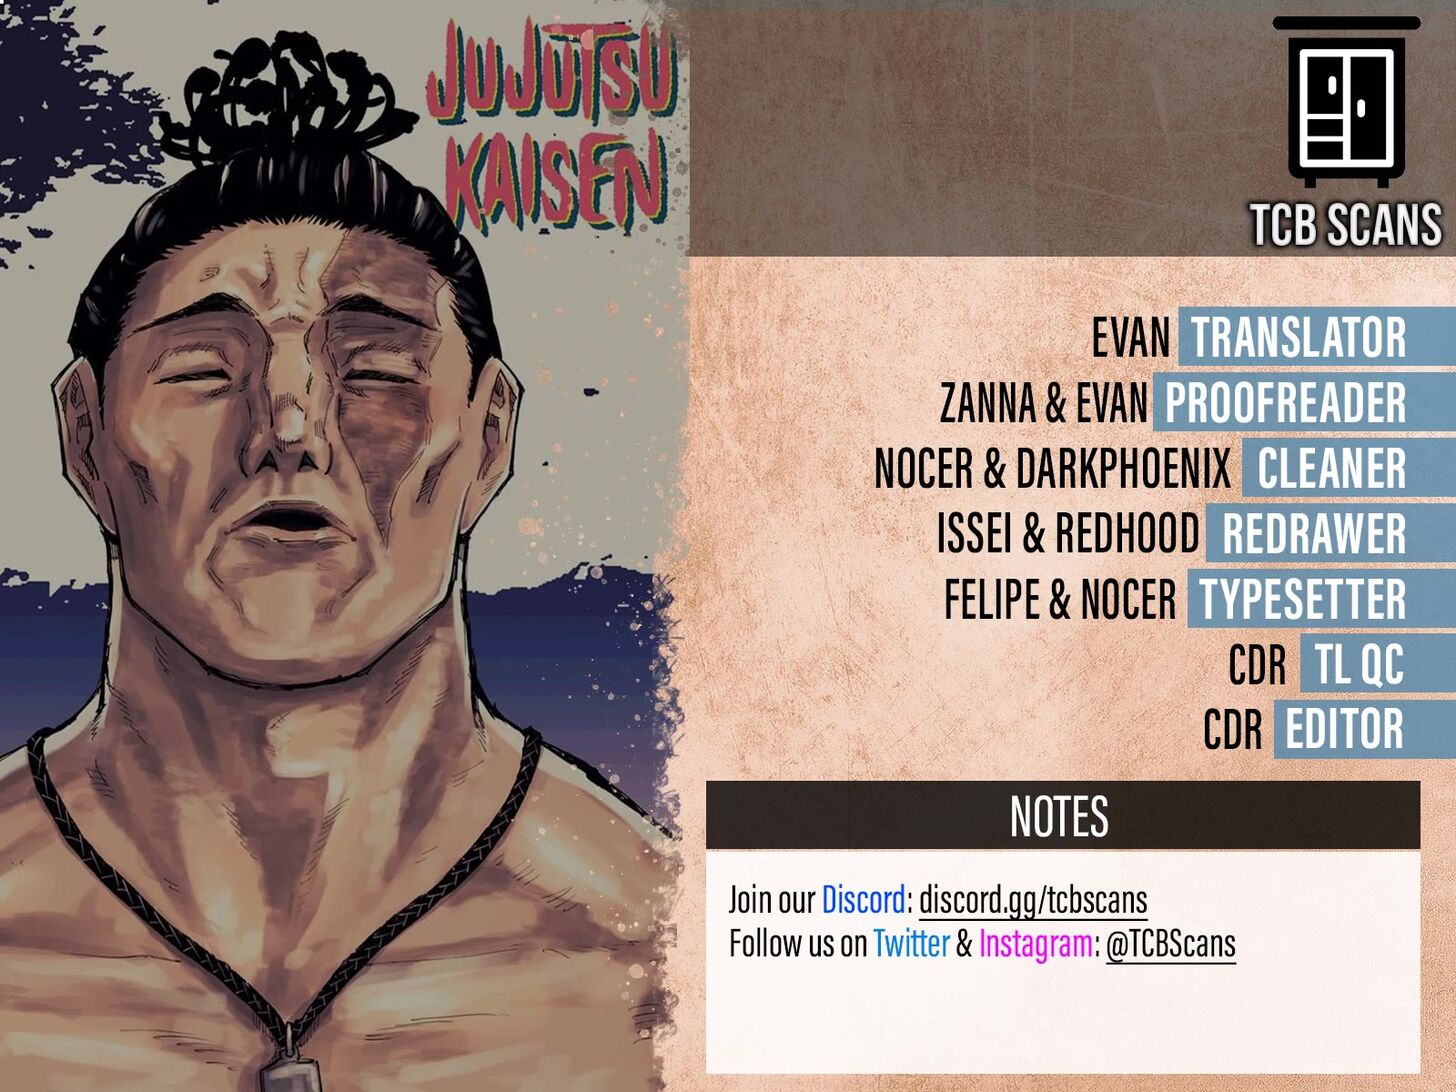 JUJUTSU
KAISEN
TCB SCANS
EVAN TRANSLATOR
ZANNA & EVAN PROOFREADER
NOCER & DARKPHOENIX CLEANER
ISSEI & REDHOOD REDRAWER
FELIPE & NOCER TYPESETTER
CDR TL QC
CDR EDITOR
NOTES
Join our Discord: discord.gg/tcbscans
Follow us on Twitter & Instagram: @TCBScans